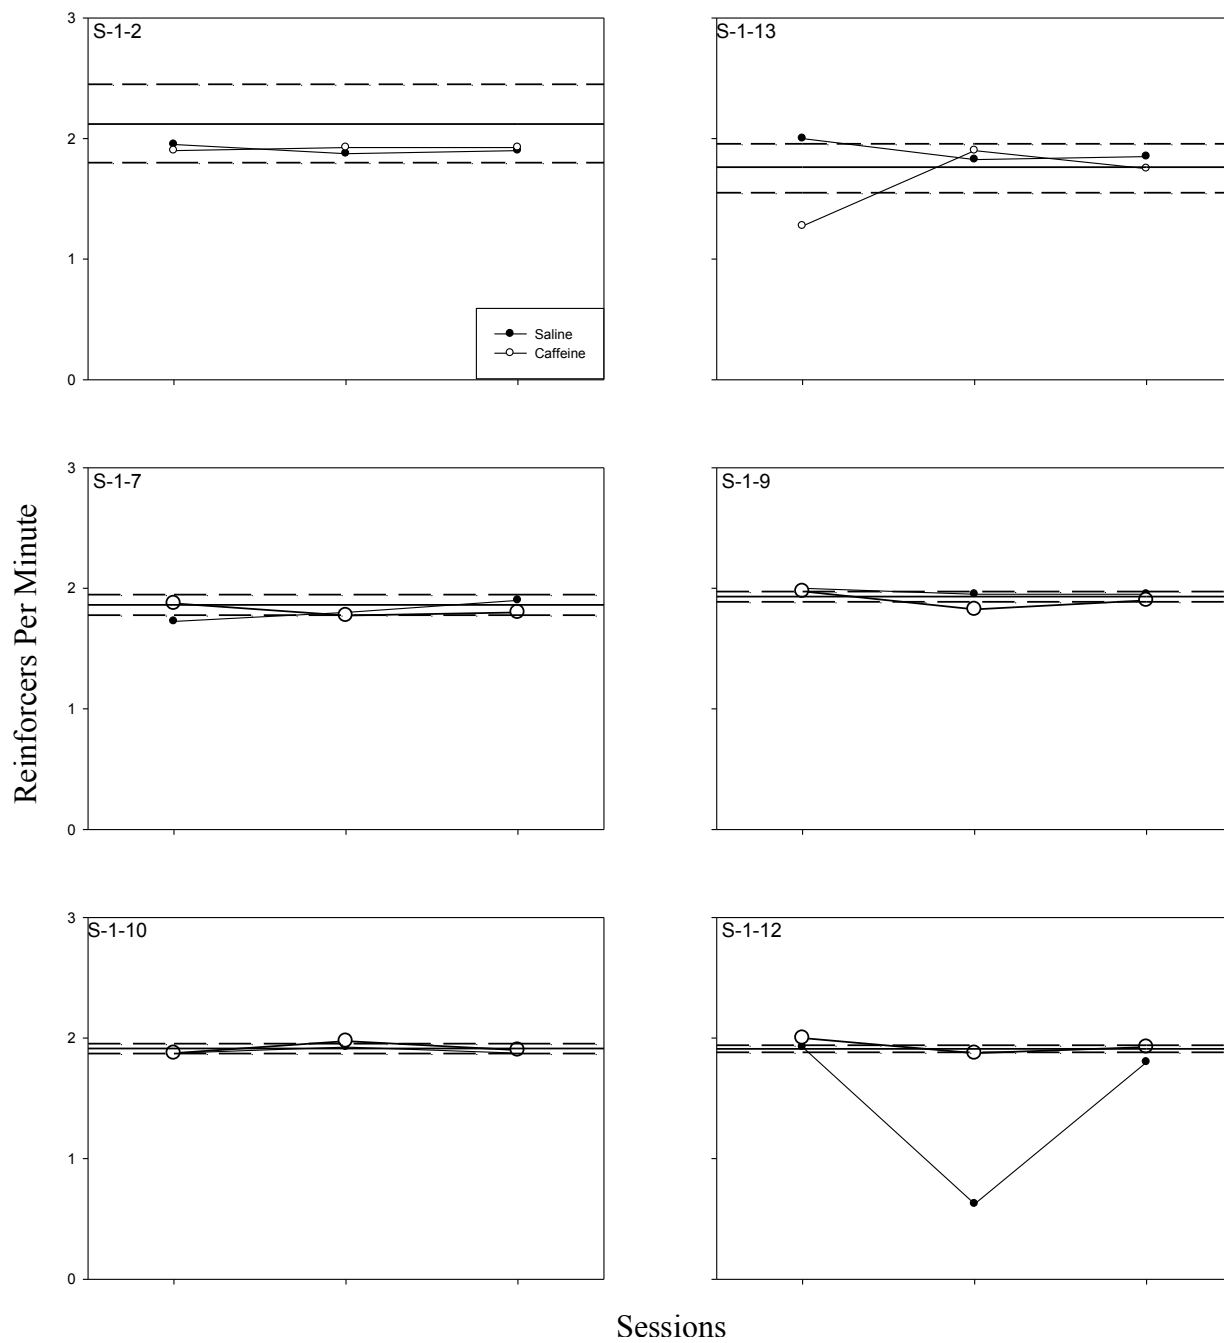 3
S-1-2
2
1
0
Saline
Caffeine
S-1-13
Reinforcers Per Minute
3
S-1-7
2
1
0
S-1-9
3
S-1-10
2
1
0
S-1-12
Sessions